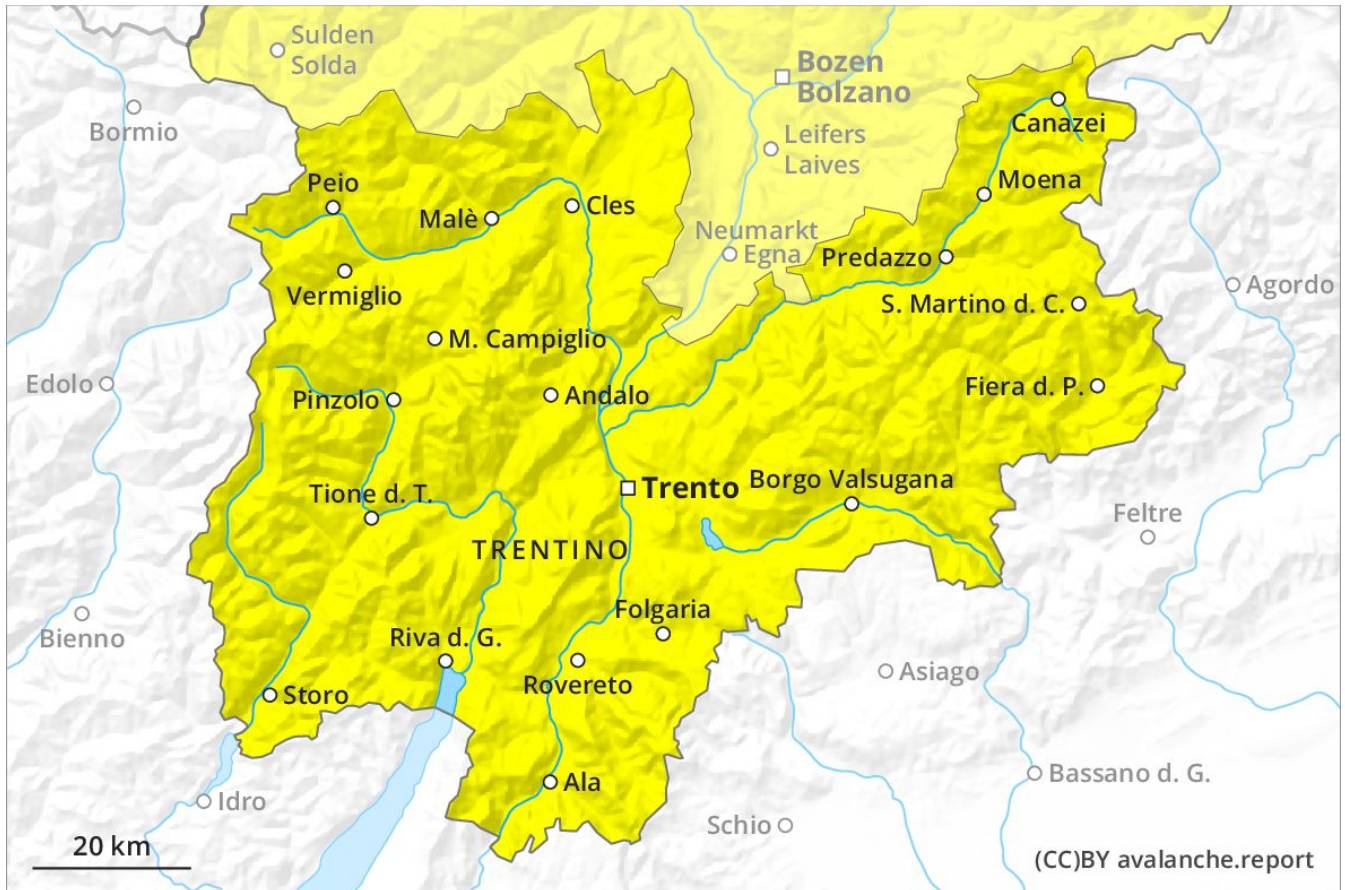 Sulden
Solda
Bozen
Bolzano
Bormio
Canazei
Leifers
Laives
Peio
Moena
Malè
Cles
Neumarkt
Egna
Predazzo
Vermiglio
Agordo
S. Martino d. C.
M. Campiglio
Edolo
Pinzolo
Andalo
Fiera d. P.
Trento
Borgo Valsugana
Tione d. T.
Feltre
TRENTINO
Folgaria
Bienno
Riva d. G.
Asiago
Rovereto
Storo
Bassano d. G.
Ala
Idro
Schio
20 km
(CC)BY avalanche.report